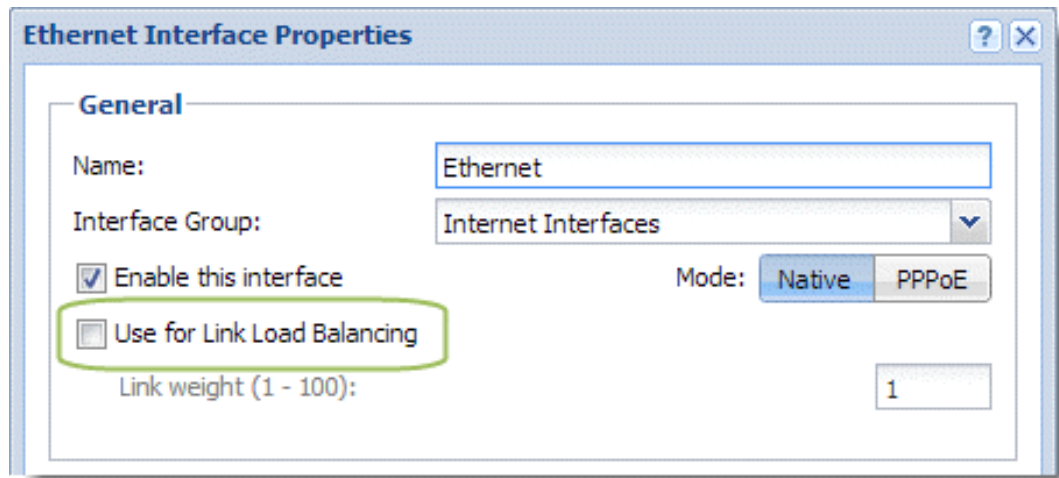 Ethernet Interface Properties
?
General
Name: Ethernet
Interface Group: Internet Interfaces
Enable this interface Mode: Native PPPoE
Use for Link Load Balancing
Link weight (1 - 100): 1